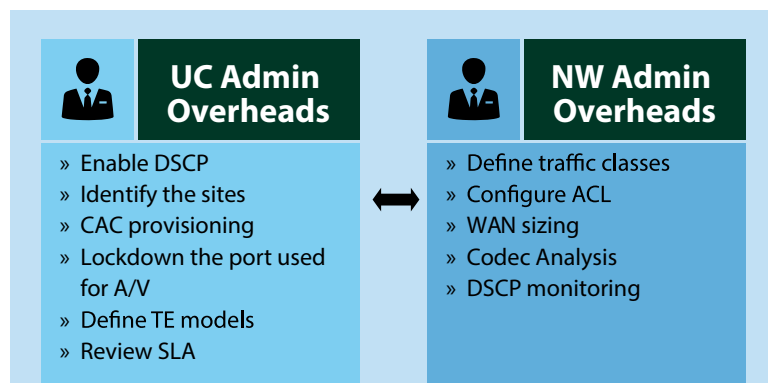 UC Admin
Overheads
» Enable DSCP
» Identify the sites
» CAC provisioning
» Lockdown the port used
for A/V
» Define TE models
» Review SLA
NW Admin
Overheads
» Define traffic classes
» Configure ACL
» WAN sizing
» Codec Analysis
» DSCP monitoring